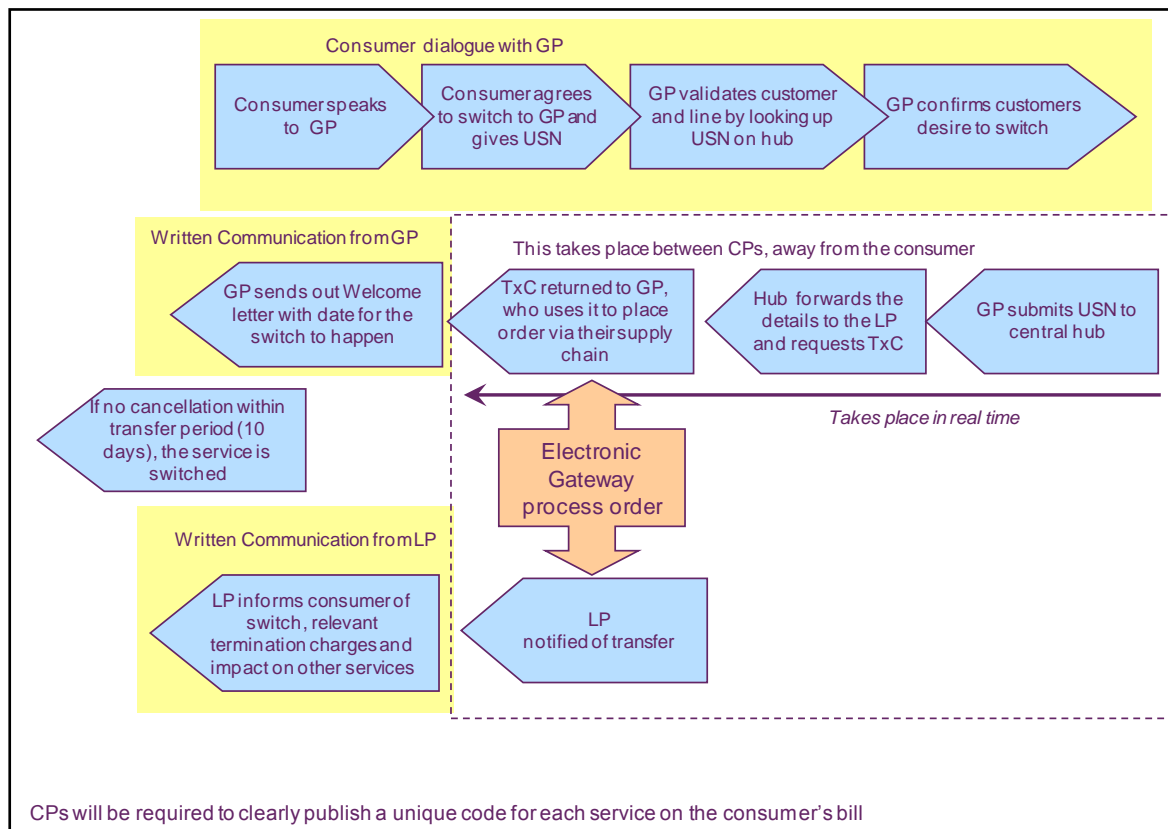 Consumer dialogue with GP
Consumer speaks
to GP
Consumer agrees
to switch to GP and
gives USN
GP validates customer
and line by looking up
USN on hub
GP confirms customers
desire to switch
Written Communication from GP
This takes place between CPs, away from the consumer
GP sends out Welcome
letter with date for the
switch to happen
TxC returned to GP,
who uses it to place
order via their supply
chain
Hub forwards the
details to the LP
and requests TxC
GP submits USN to
central hub
Takes place in real time
If no cancellation within
transfer period (10
days), the service is
switched
Electronic
Gateway
process order
Written Communication from LP
LP informs consumer of
switch, relevant
termination charges and
impact on other services
LP
notified of transfer
CPs will be required to clearly publish a unique code for each service on the consumer's bill